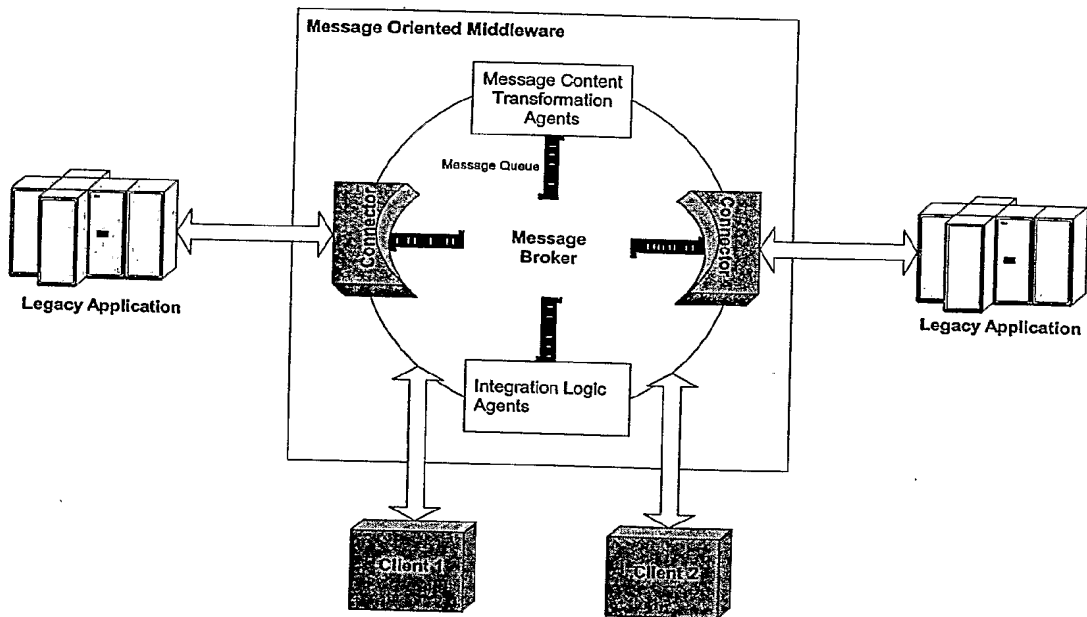 Message Oriented Middleware
Message Content
Transformation
Agents
Message Queue
Connector
Connector
Message
Broker
Legacy Application
Legacy Application
Integration Logic
Agents
Client 1
Client 2